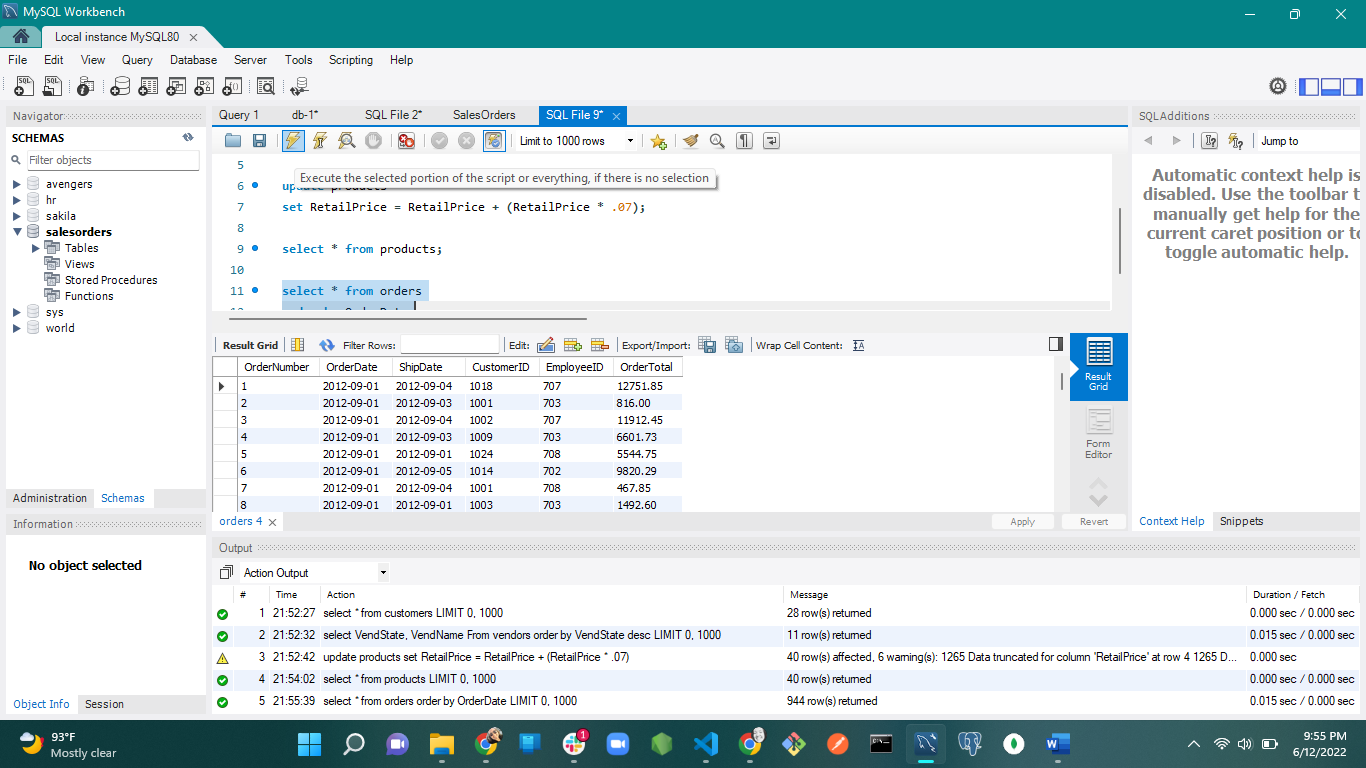 MySQL Workbench
Local instance MySQL80
File Edit View Query Database Server Tools Scripting Help
Navigator
SCHEMAS
Filter objects
avengers
hr
sakila
salesorders
Tables
Views
Stored Procedures
Functions
sys
world
Administration Schemas
Information
No object selected
Object Info Session
Query 1 db-1* SQL File 2* SalesOrders SQL File 9*
Limit to 1000 rows
5
Execute the selected portion of the script or everything, if there is no selection
6 update products
7 set RetailPrice = RetailPrice + (RetailPrice * .07);
8
9 select * from products;
10
11 select * from orders
Result Grid Filter Rows: Edit: Export/Import: Wrap Cell Content: IA
OrderNumber OrderDate ShipDate CustomerID EmployeeID OrderTotal
1 2012-09-01 2012-09-04 1018 707 12751.85
2 2012-09-01 2012-09-03 1001 703 816.00
3 2012-09-01 2012-09-04 1002 707 11912.45
4 2012-09-01 2012-09-03 1009 703 6601.73
5 2012-09-01 2012-09-01 1024 708 5544.75
6 2012-09-01 2012-09-05 1014 702 9820.29
7 2012-09-01 2012-09-04 1001 708 467.85
8 2012-09-01 2012-09-01 1003 703 1492.60
Result
Grid
Form
Editor
orders 4 Apply Revert
SQLAdditions
Jump to
Automatic context help is
disabled. Use the toolbar t
manually get help for the
current caret position or to
toggle automatic help.
Context Help Snippets
Output
Action Output
# Time Action Message Duration / Fetch
1 21:52:27 select * from customers LIMIT 0, 1000 28 row(s) returned 0.000 sec / 0.000 sec
2 21:52:32 select VendState, VendName From vendors order by VendState desc LIMIT 0, 1000 11 row(s) returned 0.015 sec / 0.000 sec
3 21:52:42 update products set RetailPrice = RetailPrice + (RetailPrice * .07) 40 row(s) affected, 6 warning(s): 1265 Data truncated for column 'RetailPrice' at row 4 1265 D... 0.000 sec
4 21:54:02 select * from products LIMIT 0, 1000 40 row(s) returned 0.000 sec / 0.000 sec
5 21:55:39 select * from orders order by OrderDate LIMIT 0, 1000 944 row(s) returned 0.015 sec / 0.000 sec
93°F
Mostly clear
1
9:55 PM
6/12/2022